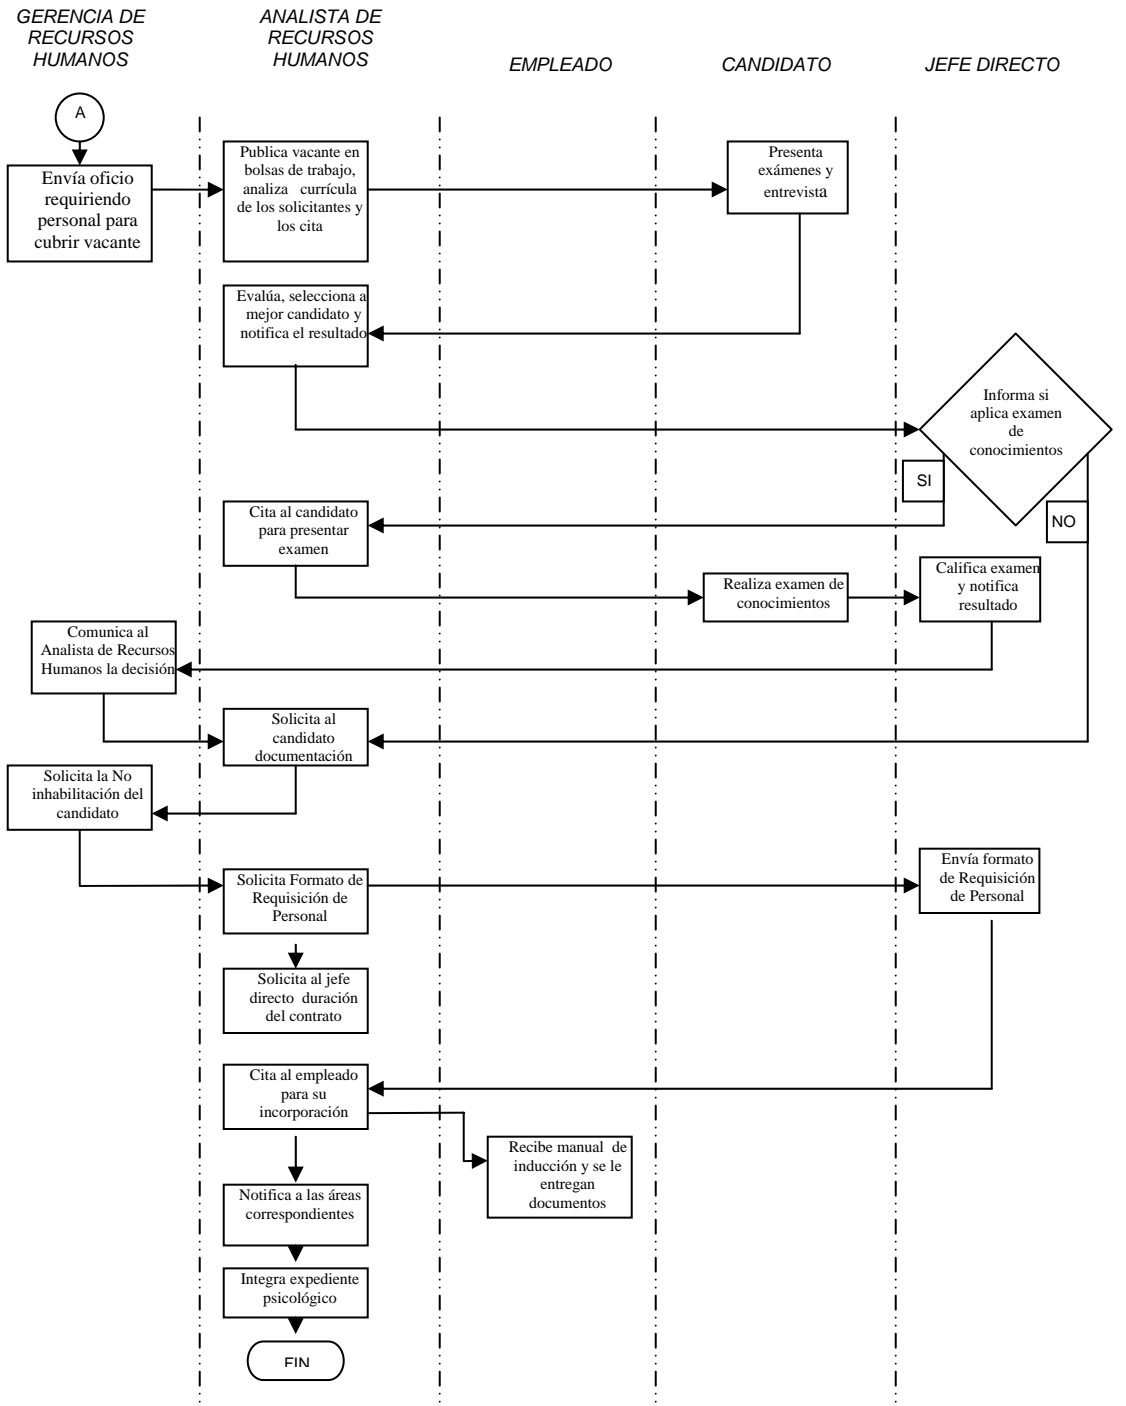 GERENCIA DE
RECURSOS
HUMANOS
ANALISTA DE
RECURSOS
HUMANOS
EMPLEADO
CANDIDATO
JEFE DIRECTO
A
Envía oficio
requiriendo
personal para
cubrir vacante
Publica vacante en
bolsas de trabajo,
analiza currícula
de los solicitantes y
los cita
Presenta
exámenes y
entrevista
Evalúa, selecciona a
mejor candidato y
notifica el resultado
Informa si
aplica examen
de
conocimientos
SI
NO
Cita al candidato
para presentar
examen
Realiza examen de
conocimientos
Califica examen
y notifica
resultado
Comunica al
Analista de Recursos
Humanos la decisión
Solicita al
candidato
documentación
Solicita la No
inhabilitación del
candidato
Solicita Formato de
Requisición de
Personal
Envía formato
de Requisición
de Personal
Solicita al jefe
directo duración
del contrato
Cita al empleado
para su
incorporación
Recibe manual de
inducción y se le
entregan
documentos
Notifica a las áreas
correspondientes
Integra expediente
psicológico
FIN